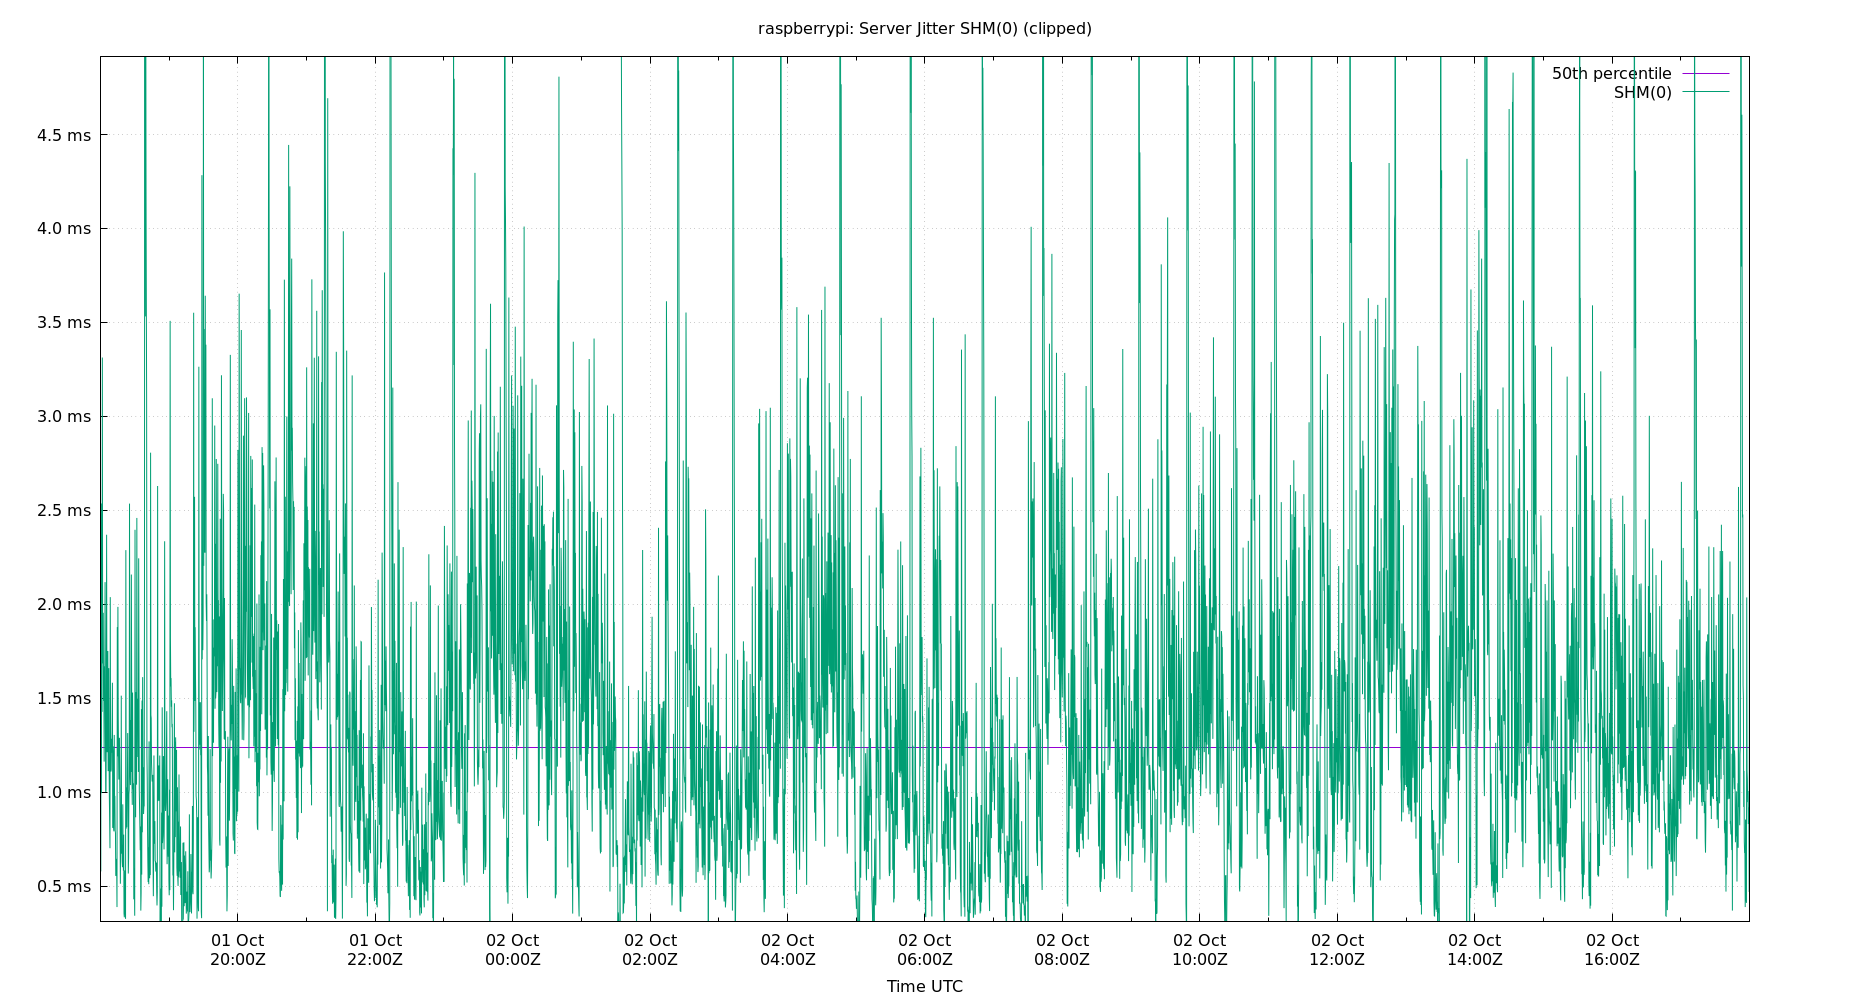 raspberrypi: Server Jitter SHM(0) (clipped)
50th percentile
SHM(0)
4.5 ms
4.0 ms
3.5 ms
3.0 ms
2.5 ms
2.0 ms
1.5 ms
1.0 ms
0.5 ms
01 Oct 01 Oct 02 Oct 02 Oct 02 Oct 02 Oct 02 Oct 02 Oct 02 Oct 02 Oct 02 Oct
20:00Z 22:00Z 00:00Z 02:00Z 04:00Z 06:00Z 08:00Z 10:00Z 12:00Z 14:00Z 16:00Z
Time UTC